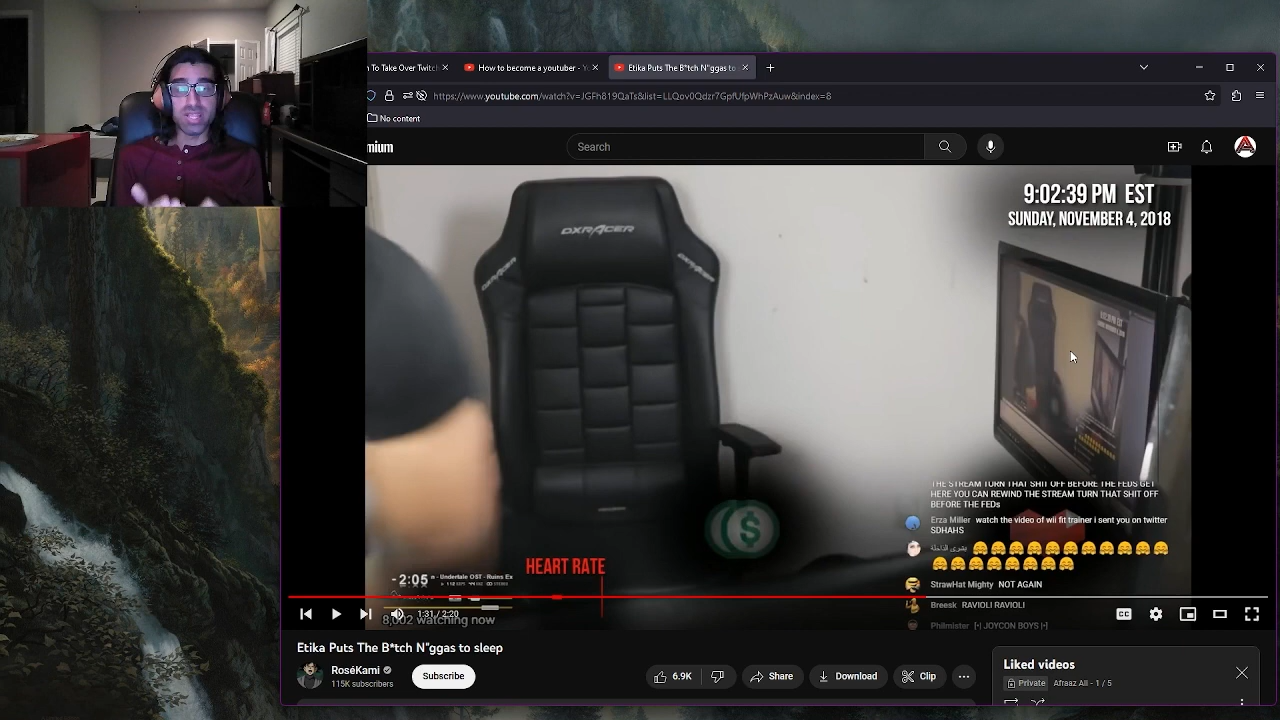 n To Take Over Twitch
How to become a youtuber - Y
Etika Puts The B*tch N*ggas to s
https://www.youtube.com/watch?v=JGFh819QaTs&list=LLQov0Qdzr7GpfUfpWhPzAuw&index=8
No content
mium
Search
9:02:39 PM EST
SUNDAY, NOVEMBER 4, 2018
DXRACER
DXRACER
DXRACER
THE STREAM TURN THAT SHIT OFF BEFORE THE FEDS GET
HERE YOU CAN REWIND THE STREAM TURN THAT SHIT OFF
BEFORE THE FEDs
Erza Miller watch the video of wii fit trainer i sent you on twitter
SDHAHS
StrawHat Mighty NOT AGAIN
Breesk RAVIOLI RAVIOLI
Philmister [•] JOYCON BOYS [•]
HEART RATE
-2:05 n - Undertale OST - Ruins Ex
1:31 / 2:20
8,002 watching now
CC
Etika Puts The B*tch N*ggas to sleep
RoséKami
115K subscribers
Subscribe
6.9K
Share
Download
Clip
Liked videos
Private
Afraaz Ali - 1 / 5